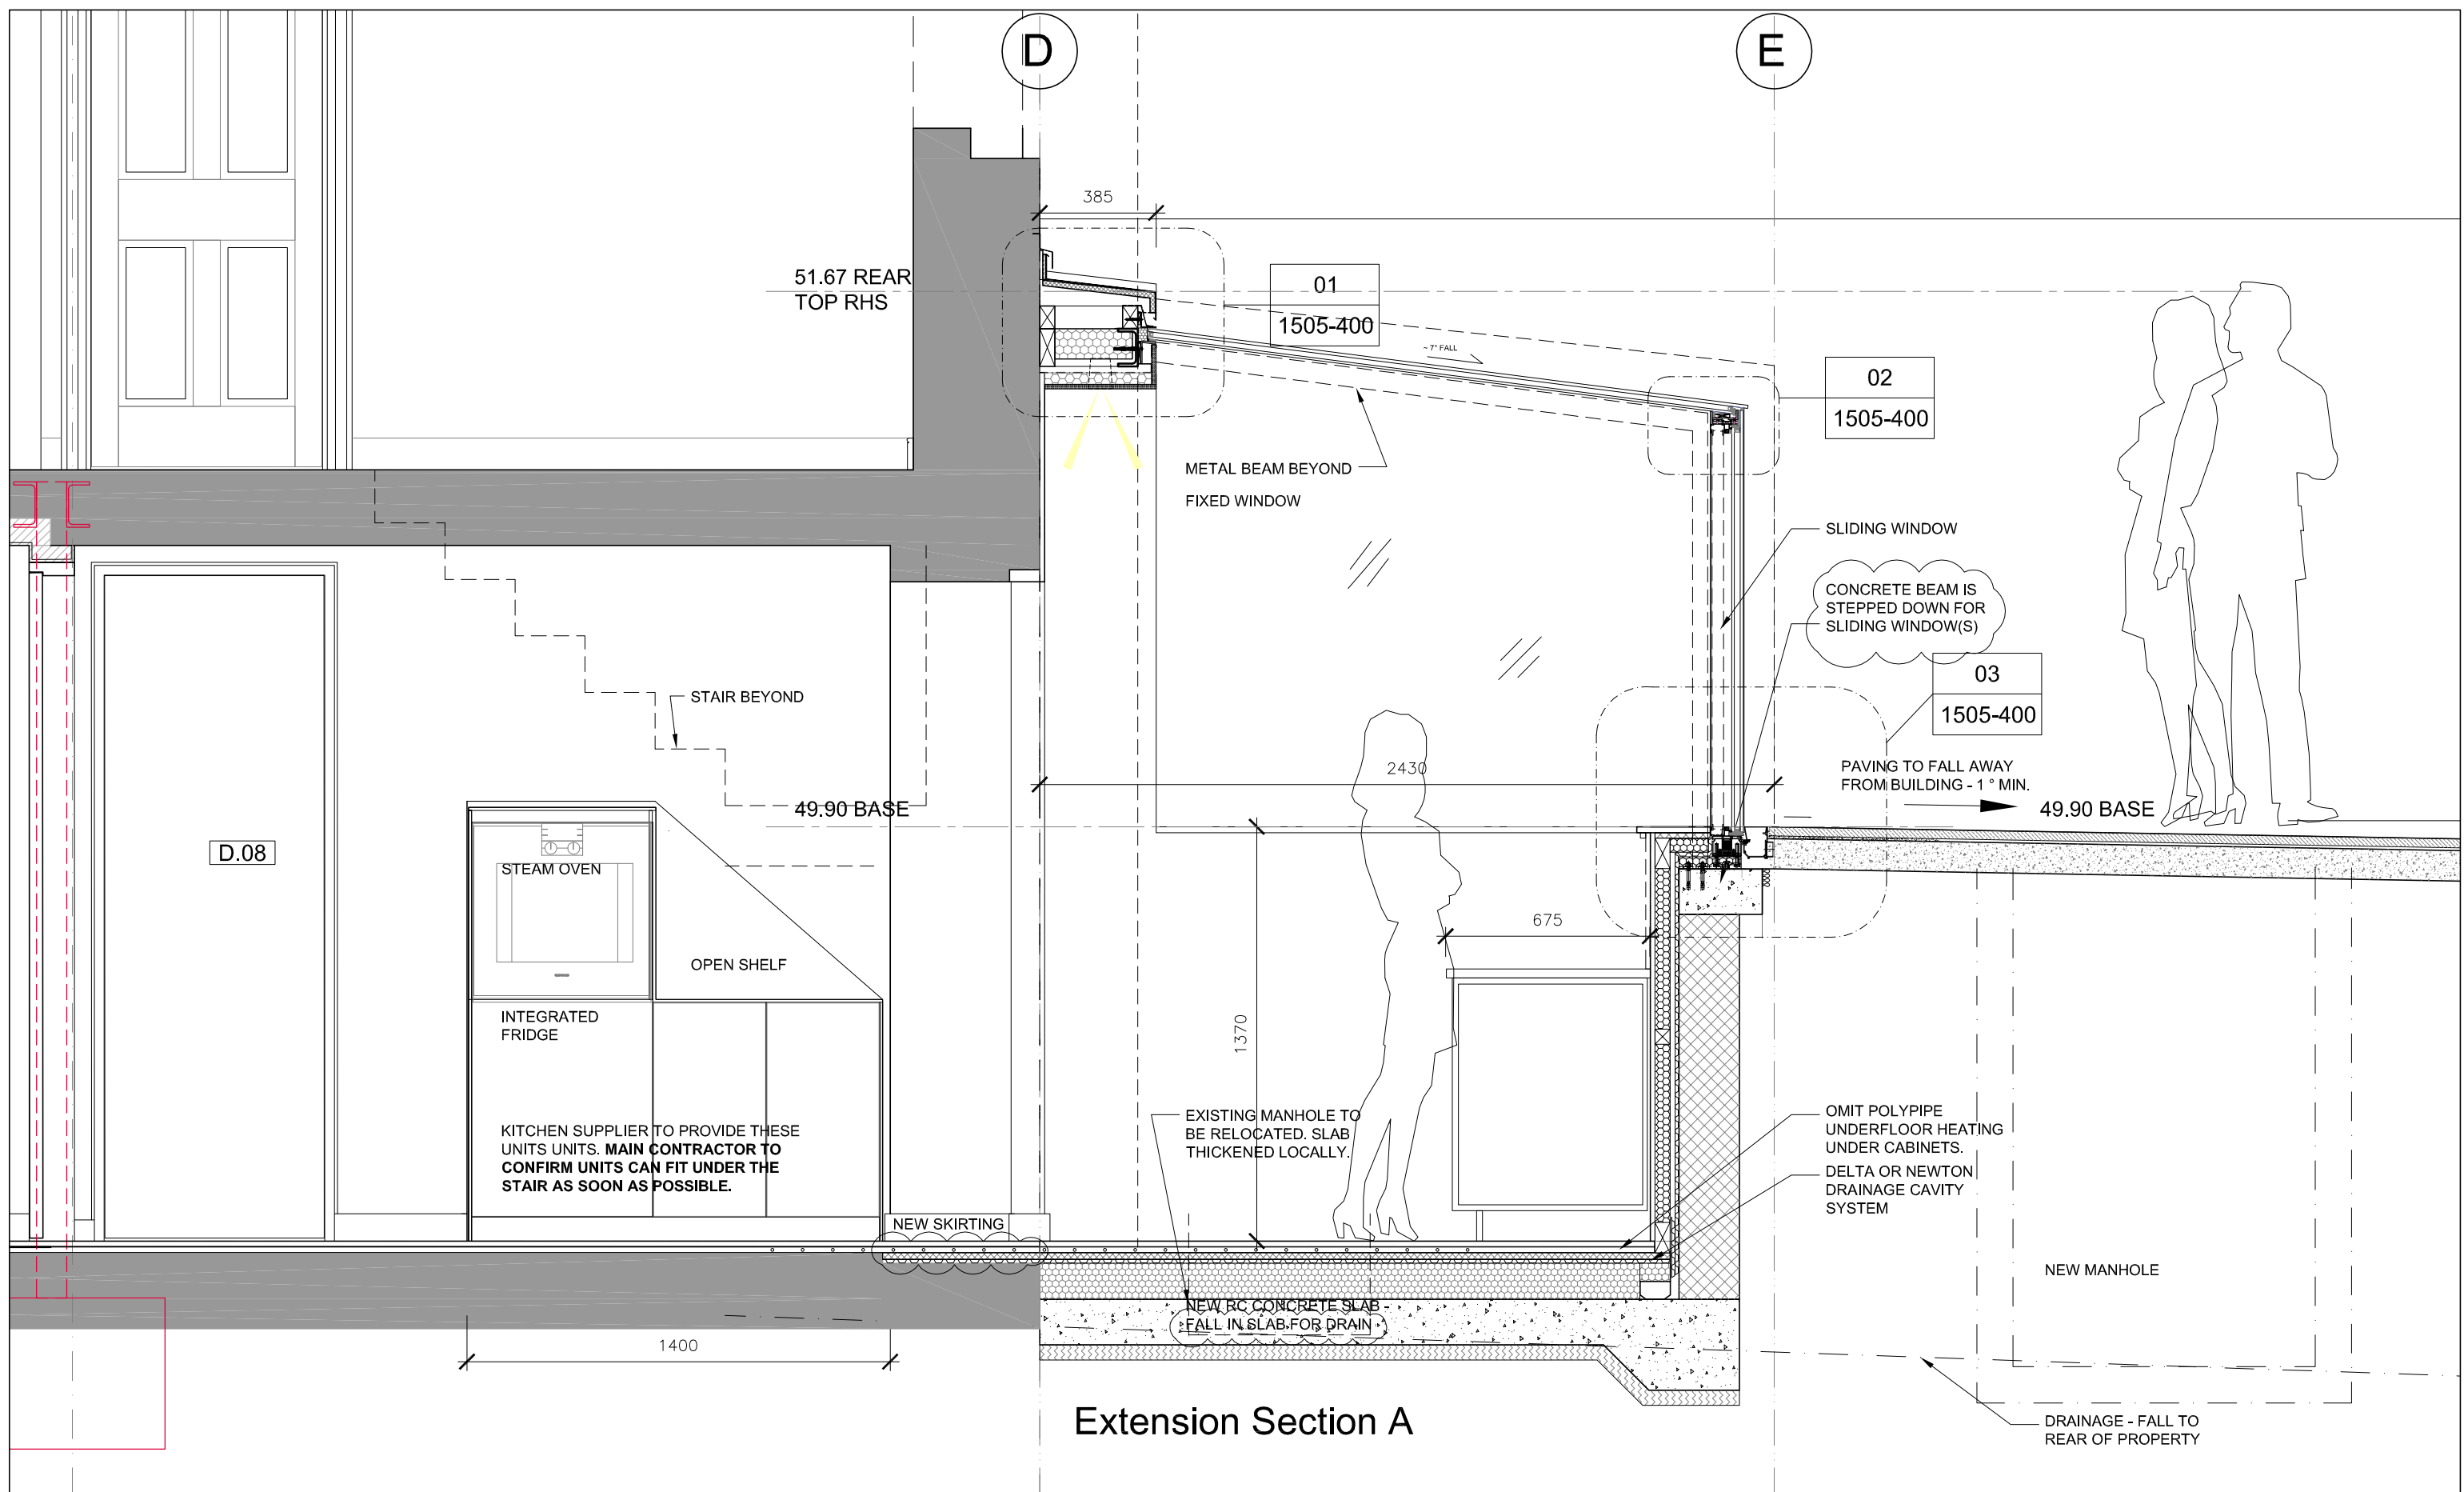 D
E
385
51.67 REAR
TOP RHS
01
1505-400
~ 7° FALL
02
1505-400
METAL BEAM BEYOND
FIXED WINDOW
SLIDING WINDOW
CONCRETE BEAM IS
STEPPED DOWN FOR
SLIDING WINDOW(S)
03
1505-400
STAIR BEYOND
2430
PAVING TO FALL AWAY
FROM BUILDING - 1 ° MIN.
49.90 BASE
49.90 BASE
D.08
STEAM OVEN
675
OPEN SHELF
INTEGRATED
FRIDGE
1370
KITCHEN SUPPLIER TO PROVIDE THESE
UNITS UNITS. MAIN CONTRACTOR TO
CONFIRM UNITS CAN FIT UNDER THE
STAIR AS SOON AS POSSIBLE.
EXISTING MANHOLE TO
BE RELOCATED. SLAB
THICKENED LOCALLY.
OMIT POLYPIPE
UNDERFLOOR HEATING
UNDER CABINETS.
DELTA OR NEWTON
DRAINAGE CAVITY
SYSTEM
NEW SKIRTING
NEW MANHOLE
NEW RC CONCRETE SLAB -
FALL IN SLAB FOR DRAIN
1400
Extension Section A
DRAINAGE - FALL TO
REAR OF PROPERTY